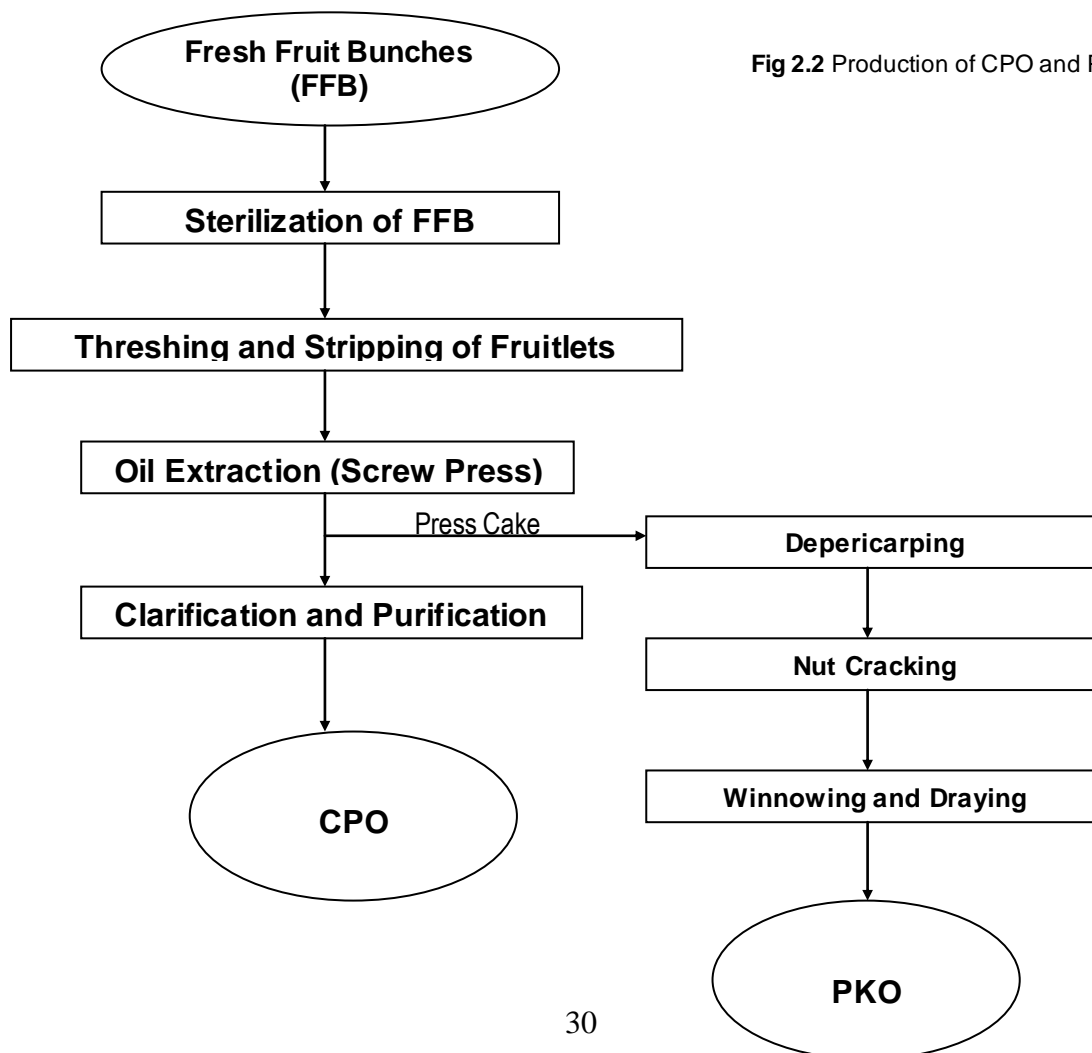 Fresh Fruit Bunches
(FFB)
Fig 2.2 Production of CPO and
Sterilization of FFB
Threshing and Stripping of Fruitlets
Oil Extraction (Screw Press)
Press Cake
Depericarping
Clarification and Purification
Nut Cracking
Winnowing and Draying
CPO
PKO
30